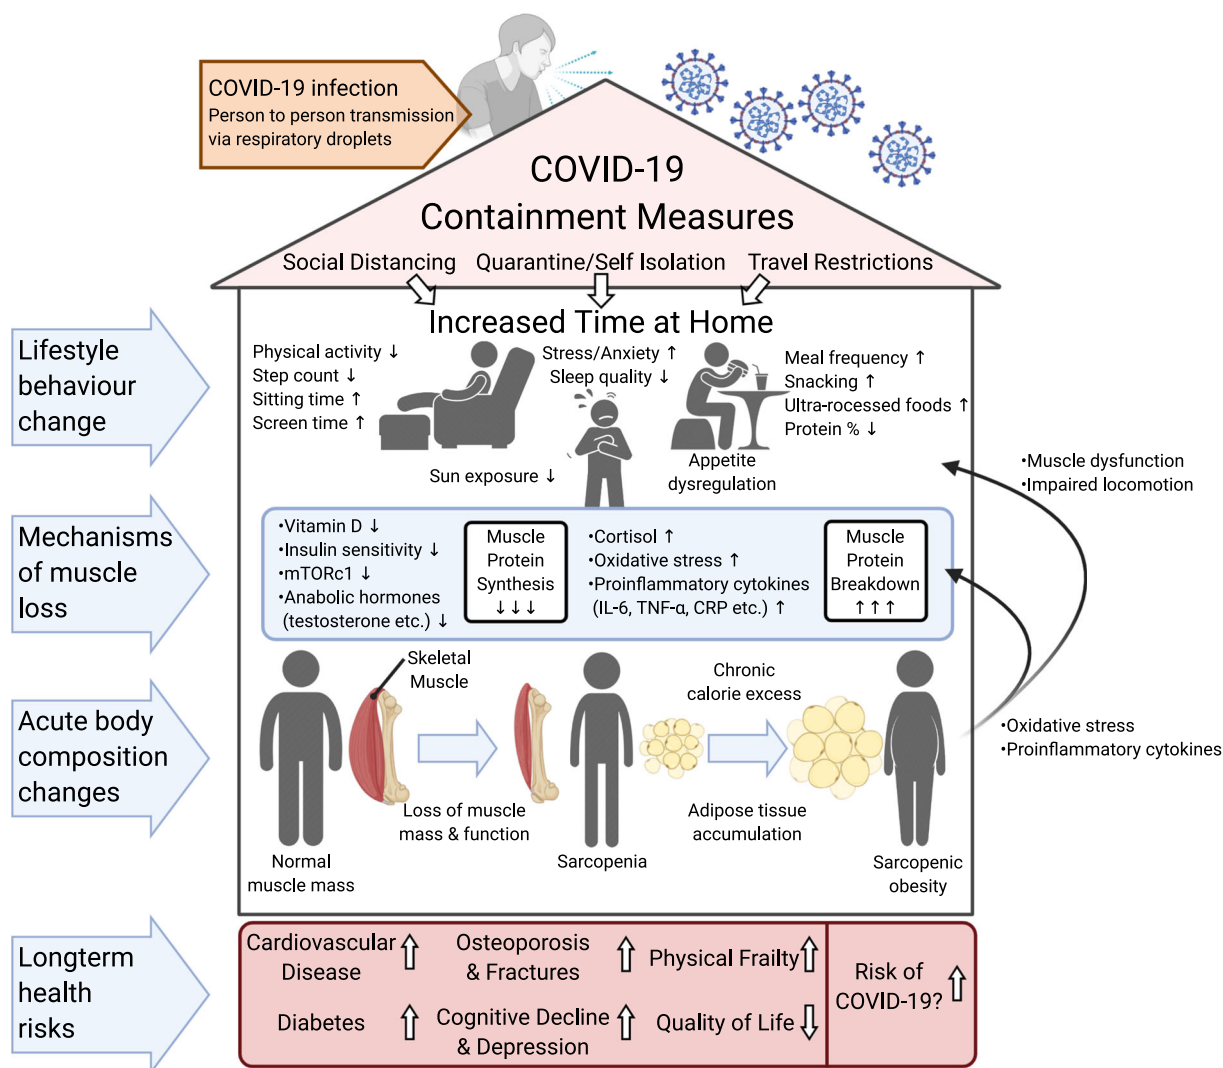 COVID-19 infection
Person to person transmission
via respiratory droplets
COVID-19
Containment Measures
Social Distancing
Quarantine/Self Isolation
Travel Restrictions
Increased Time at Home
Lifestyle
behaviour
change
Physical activity ↓
Step count ↓
Sitting time ↑
Screen time ↑
Stress/Anxiety ↑
Sleep quality ↓
Meal frequency ↑
Snacking ↑
Ultra-rocessed foods ↑
Protein % ↓
Sun exposure ↓
Appetite
dysregulation
•Muscle dysfunction
•Impaired locomotion
Mechanisms
of muscle
loss
•Vitamin D ↓
•Insulin sensitivity ↓
•mTORc1 ↓
•Anabolic hormones
(testosterone etc.) ↓
Muscle
Protein
Synthesis
↓↓↓
•Cortisol ↑
•Oxidative stress ↑
•Proinflammatory cytokines
(IL-6, TNF-α, CRP etc.) ↑
Muscle
Protein
Breakdown
↑↑↑
Acute body
composition
changes
Skeletal
Muscle
Chronic
calorie excess
•Oxidative stress
•Proinflammatory cytokines
Loss of muscle
mass & function
Adipose tissue
accumulation
Normal
muscle mass
Sarcopenia
Sarcopenic
obesity
Longterm
health
risks
Cardiovascular
Disease
Osteoporosis
& Fractures
Physical Frailty
Risk of
COVID-19?
Diabetes
Cognitive Decline
& Depression
Quality of Life